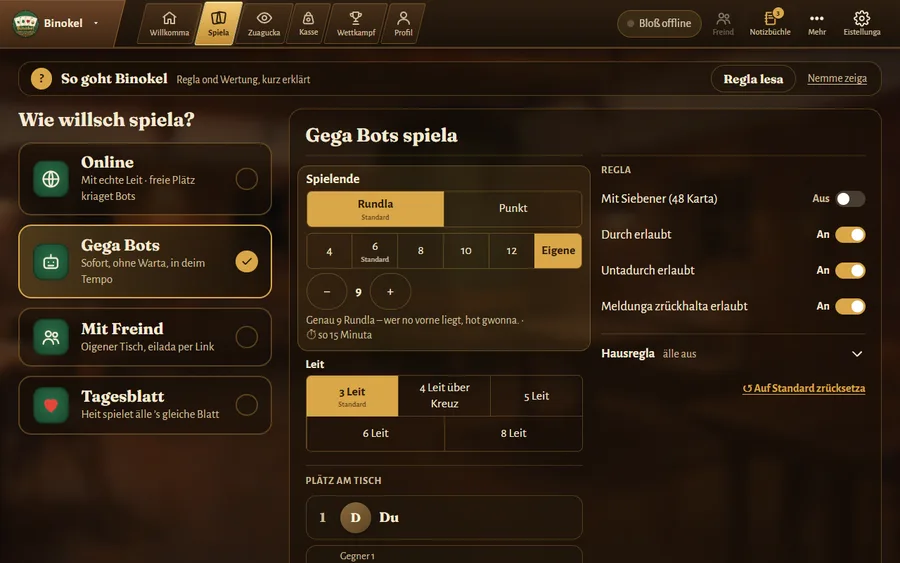 Binokel
Willkomma
Spiela
Zuagucka
Kasse
Wettkampf
Profil
Bloß offline
Freind
3
Notizbüchle
Mehr
Eistellunga
?
So goht Binokel
Regla ond Wertung, kurz erklärt
Regla lesa
Nemme zeiga
Wie willsch spiela?
Online
Mit echte Leit · freie Plätz
kriaget Bots
Gega Bots
Sofort, ohne Warta, in deim
Tempo
Mit Freind
Oigener Tisch, eilada per Link
Tagesblatt
Heit spielet älle 's gleiche Blatt
Gega Bots spiela
Spielende
Rundla
Standard
Punkt
4
6
Standard
8
10
12
Eigene
−
9
+
Genau 9 Rundla – wer no vorne liegt, hot gwonna. ·
⏱ so 15 Minuta
Leit
3 Leit
Standard
4 Leit über
Kreuz
5 Leit
6 Leit
8 Leit
PLÄTZ AM TISCH
1
D
Du
Gegner 1
REGLA
Mit Siebener (48 Karta)
Aus
Durch erlaubt
An
Untadurch erlaubt
An
Meldunga zrückhalta erlaubt
An
Hausregla
älle aus
↺ Auf Standard zrücksetza